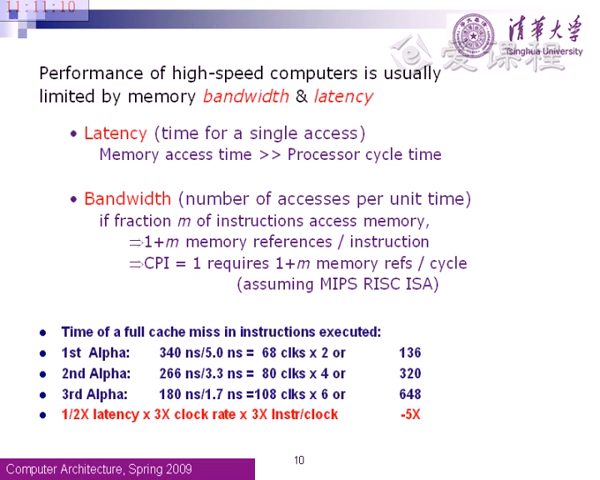 11:11:10
清华大学
Tsinghua University
爱课程
Performance of high-speed computers is usually
limited by memory bandwidth & latency
• Latency (time for a single access)
Memory access time >> Processor cycle time
• Bandwidth (number of accesses per unit time)
if fraction m of instructions access memory,
⇒1+m memory references / instruction
⇒CPI = 1 requires 1+m memory refs / cycle
(assuming MIPS RISC ISA)
● Time of a full cache miss in instructions executed:
● 1st Alpha: 340 ns/5.0 ns = 68 clks x 2 or 136
● 2nd Alpha: 266 ns/3.3 ns = 80 clks x 4 or 320
● 3rd Alpha: 180 ns/1.7 ns =108 clks x 6 or 648
● 1/2X latency x 3X clock rate x 3X Instr/clock -5X
10
Computer Architecture, Spring 2009